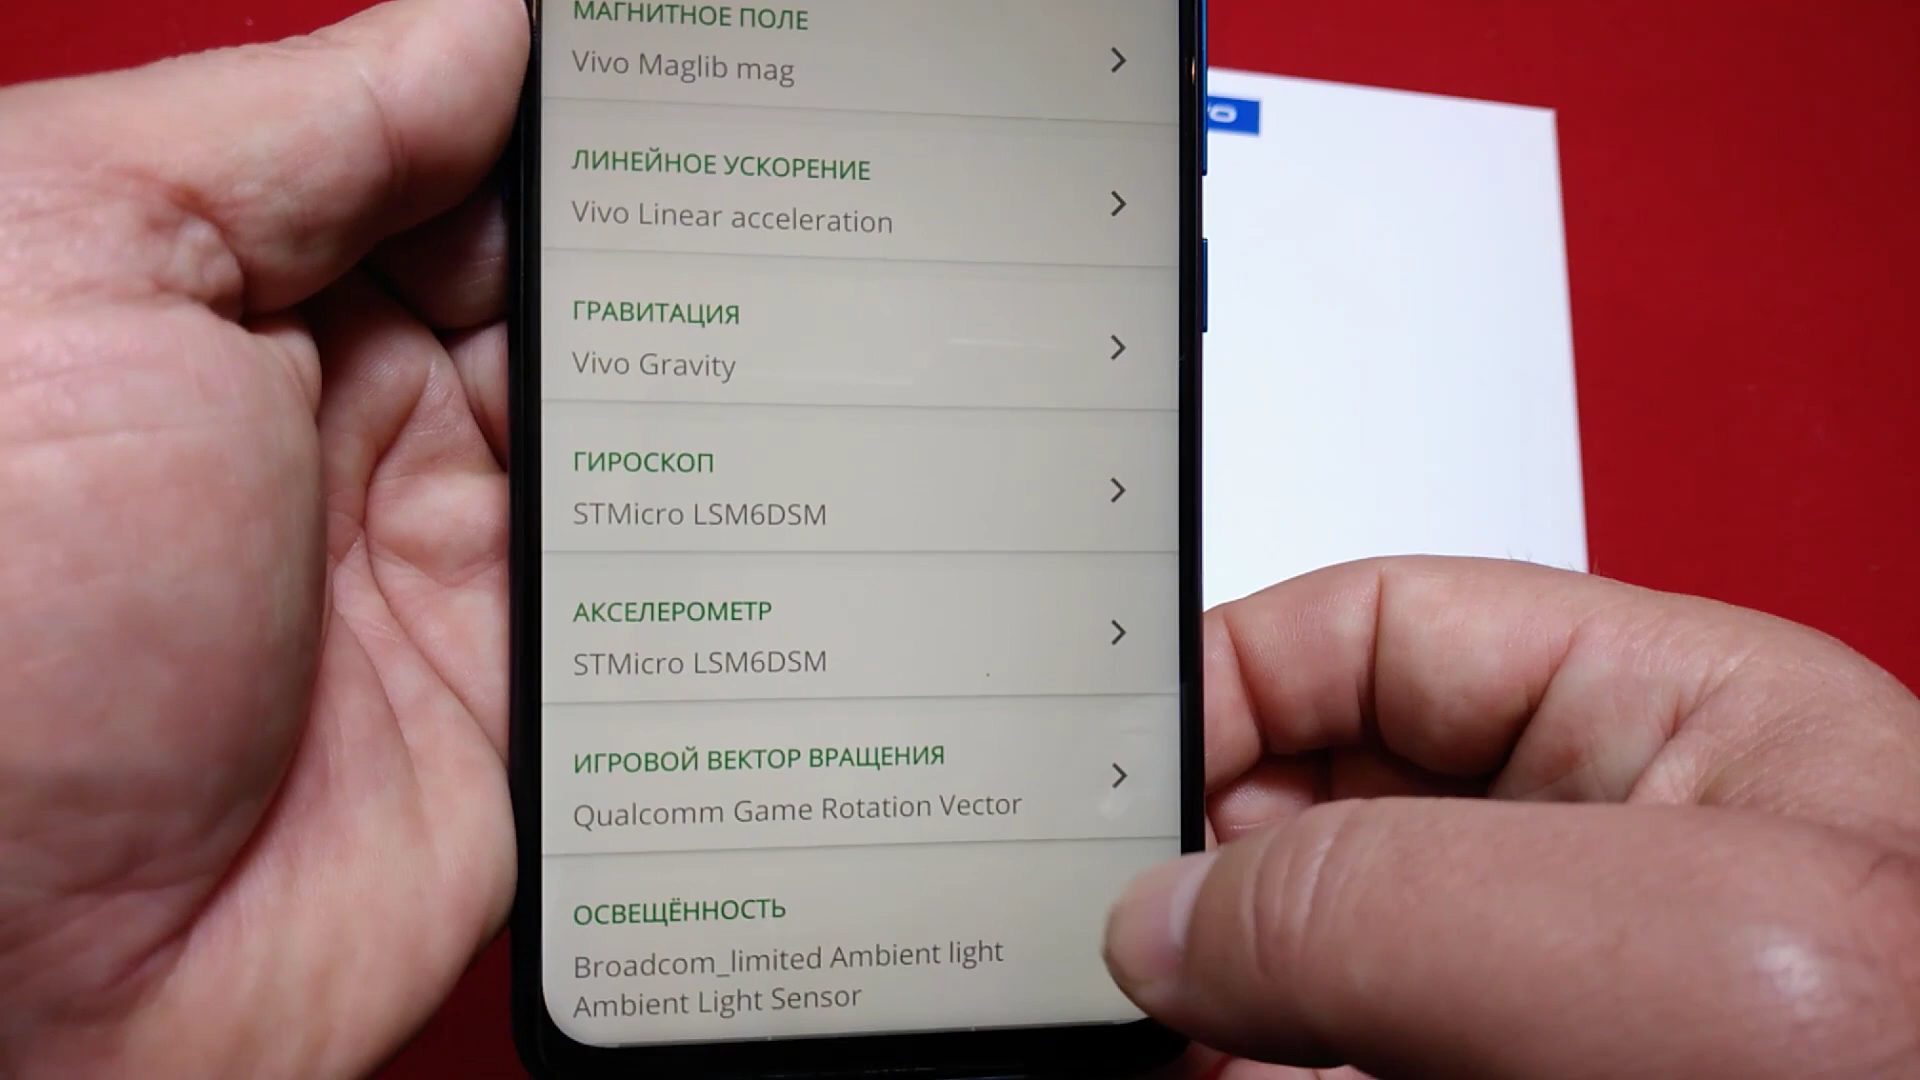 МАГНИТНОЕ ПОЛЕ
Vivo Maglib mag
ЛИНЕЙНОЕ УСКОРЕНИЕ
Vivo Linear acceleration
ГРАВИТАЦИЯ
Vivo Gravity
ГИРОСКОП
STMicro LSM6DSM
АКСЕЛЕРОМЕТР
STMicro LSM6DSM
ИГРОВОЙ ВЕКТОР ВРАЩЕНИЯ
Qualcomm Game Rotation Vector
ОСВЕЩЁННОСТЬ
Broadcom_limited Ambient light
Ambient Light Sensor